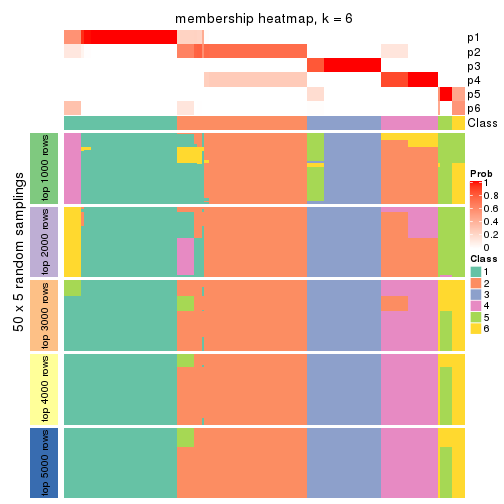 membership heatmap, k = 6
p1
p2
p3
p4
p5
p6
Class
50 x 5 random samplings
top 1000 rows
top 2000 rows
top 3000 rows
top 4000 rows
top 5000 rows
Prob
1
0.8
0.6
0.4
0.2
0
Class
1
2
3
4
5
6